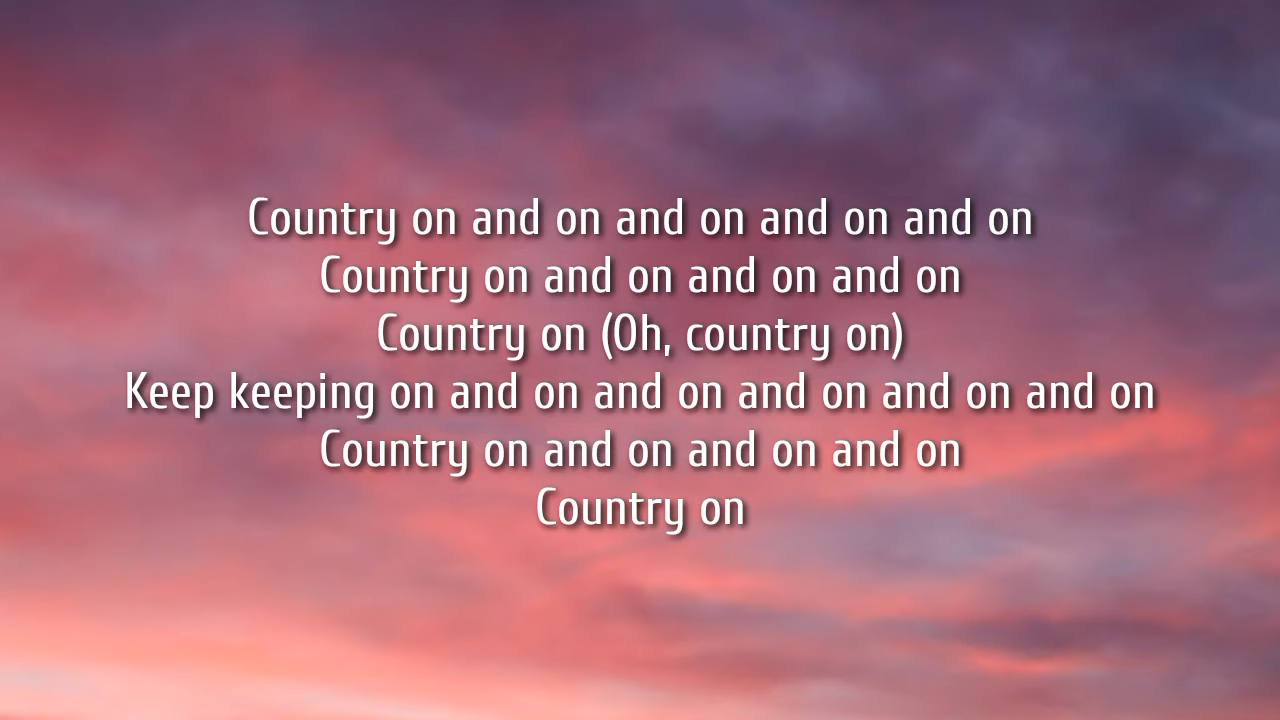 Country on and on and on and on and on
Country on and on and on and on
Country on (Oh, country on)
Keep keeping on and on and on and on and on and on
Country on and on and on and on
Country on